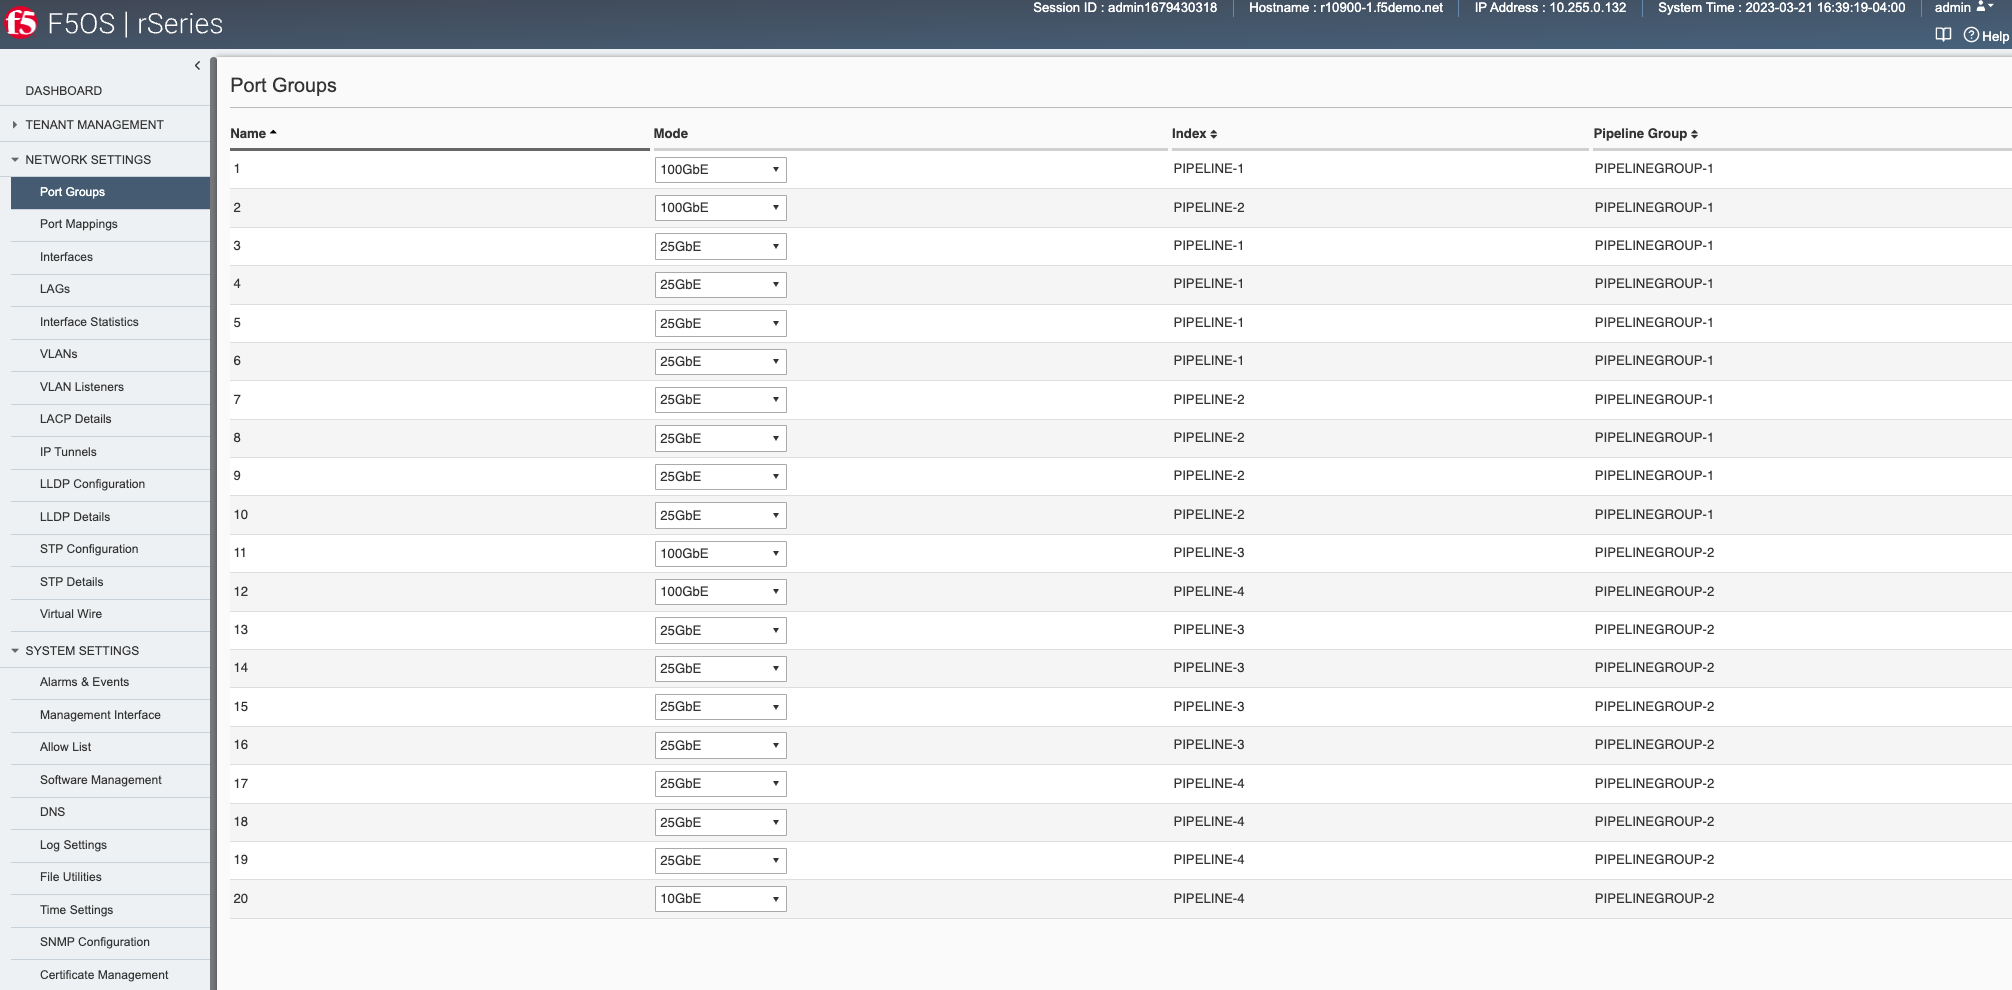 Session ID : admin1679430318 Hostname : r10900-1.f5demo.net IP Address : 10.255.0.132 System Time : 2023-03-21 16:39:19-04:00 admin
f5 F5OS | rSeries
Help
DASHBOARD
TENANT MANAGEMENT
NETWORK SETTINGS
Port Groups
Port Mappings
Interfaces
LAGs
Interface Statistics
VLANs
VLAN Listeners
LACP Details
IP Tunnels
LLDP Configuration
LLDP Details
STP Configuration
STP Details
Virtual Wire
SYSTEM SETTINGS
Alarms & Events
Management Interface
Allow List
Software Management
DNS
Log Settings
File Utilities
Time Settings
SNMP Configuration
Certificate Management
Port Groups
Name Mode Index Pipeline Group
1 100GbE PIPELINE-1 PIPELINEGROUP-1
2 100GbE PIPELINE-2 PIPELINEGROUP-1
3 25GbE PIPELINE-1 PIPELINEGROUP-1
4 25GbE PIPELINE-1 PIPELINEGROUP-1
5 25GbE PIPELINE-1 PIPELINEGROUP-1
6 25GbE PIPELINE-1 PIPELINEGROUP-1
7 25GbE PIPELINE-2 PIPELINEGROUP-1
8 25GbE PIPELINE-2 PIPELINEGROUP-1
9 25GbE PIPELINE-2 PIPELINEGROUP-1
10 25GbE PIPELINE-2 PIPELINEGROUP-1
11 100GbE PIPELINE-3 PIPELINEGROUP-2
12 100GbE PIPELINE-4 PIPELINEGROUP-2
13 25GbE PIPELINE-3 PIPELINEGROUP-2
14 25GbE PIPELINE-3 PIPELINEGROUP-2
15 25GbE PIPELINE-3 PIPELINEGROUP-2
16 25GbE PIPELINE-3 PIPELINEGROUP-2
17 25GbE PIPELINE-4 PIPELINEGROUP-2
18 25GbE PIPELINE-4 PIPELINEGROUP-2
19 25GbE PIPELINE-4 PIPELINEGROUP-2
20 10GbE PIPELINE-4 PIPELINEGROUP-2